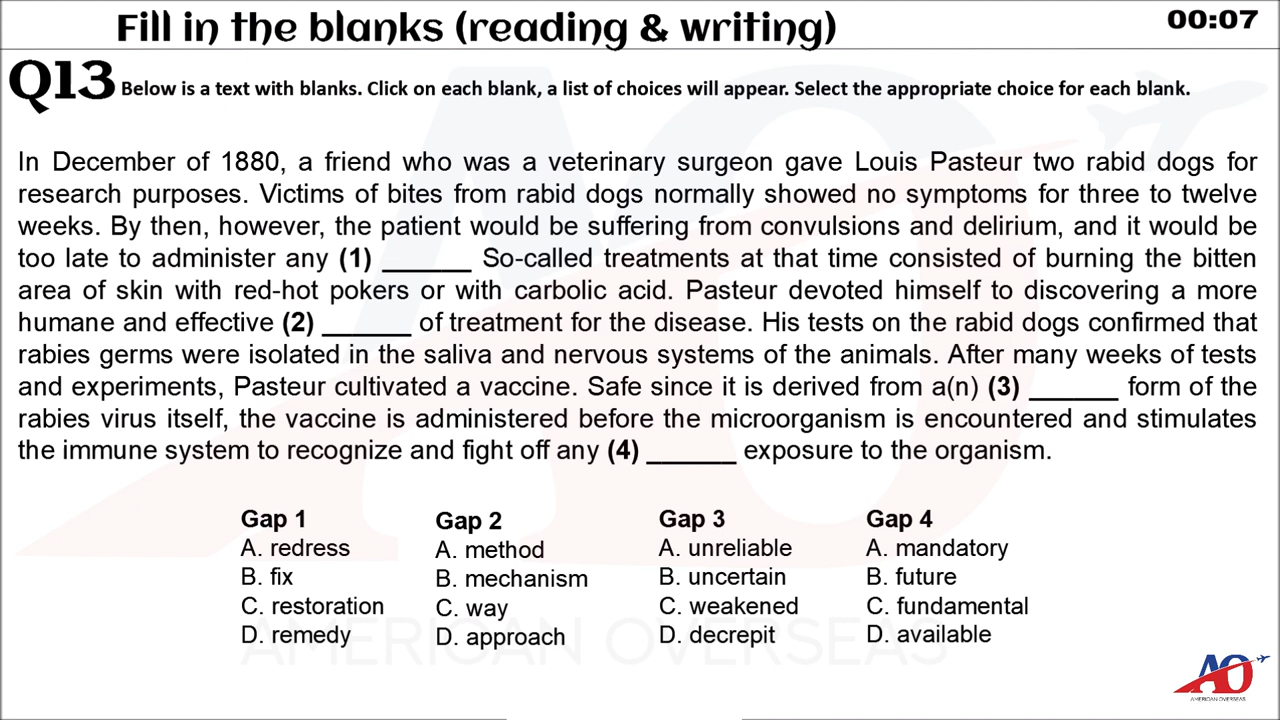 Fill in the blanks (reading & writing)
00:07
Q13 Below is a text with blanks. Click on each blank, a list of choices will appear. Select the appropriate choice for each blank.
In December of 1880, a friend who was a veterinary surgeon gave Louis Pasteur two rabid dogs for
research purposes. Victims of bites from rabid dogs normally showed no symptoms for three to twelve
weeks. By then, however, the patient would be suffering from convulsions and delirium, and it would be
too late to administer any (1) ______ So-called treatments at that time consisted of burning the bitten
area of skin with red-hot pokers or with carbolic acid. Pasteur devoted himself to discovering a more
humane and effective (2) ______ of treatment for the disease. His tests on the rabid dogs confirmed that
rabies germs were isolated in the saliva and nervous systems of the animals. After many weeks of tests
and experiments, Pasteur cultivated a vaccine. Safe since it is derived from a(n) (3) ______ form of the
rabies virus itself, the vaccine is administered before the microorganism is encountered and stimulates
the immune system to recognize and fight off any (4) ______ exposure to the organism.
Gap 1
A. redress
B. fix
C. restoration
D. remedy
Gap 2
A. method
B. mechanism
C. way
D. approach
Gap 3
A. unreliable
B. uncertain
C. weakened
D. decrepit
Gap 4
A. mandatory
B. future
C. fundamental
D. available
AMERICAN OVERSEAS
AO
AMERICAN OVERSEAS